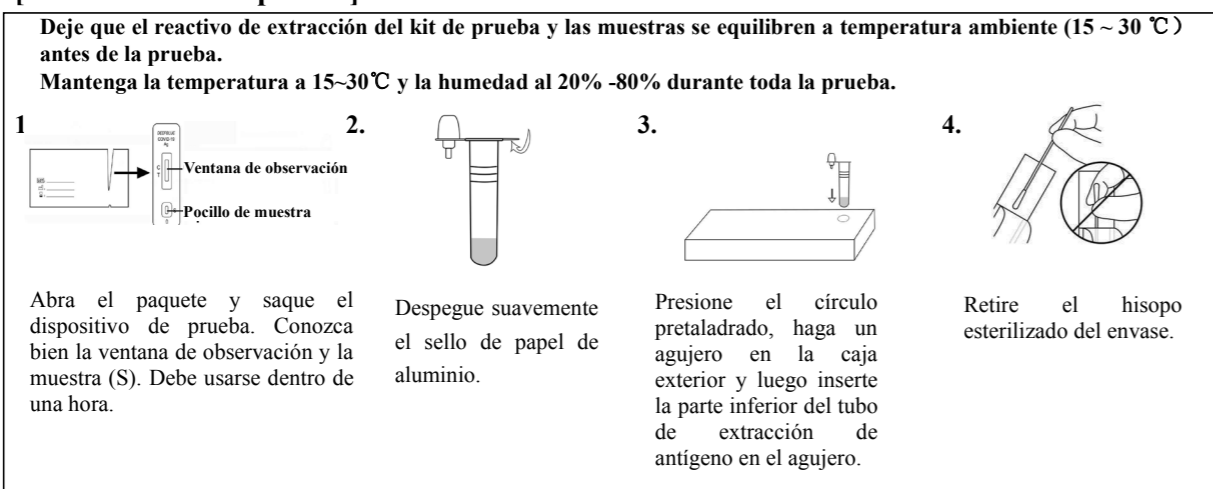 Deje que el reactivo de extracción del kit de prueba y las muestras se equilibren a temperatura ambiente (15 ~ 30 ℃)
antes de la prueba.
Mantenga la temperatura a 15~30℃ y la humedad al 20% -80% durante toda la prueba.
1
DEEPBLUE
COVID-19
Ag
C
T
Ventana de observación
Pocillo de muestra
Abra el paquete y saque el
dispositivo de prueba. Conozca
bien la ventana de observación y la
muestra (S). Debe usarse dentro de
una hora.
2.
Despegue suavemente
el sello de papel de
aluminio.
3.
Presione el círculo
pretaladrado, haga un
agujero en la caja
exterior y luego inserte
la parte inferior del tubo
de extracción de
antígeno en el agujero.
4.
Retire el hisopo
esterilizado del envase.